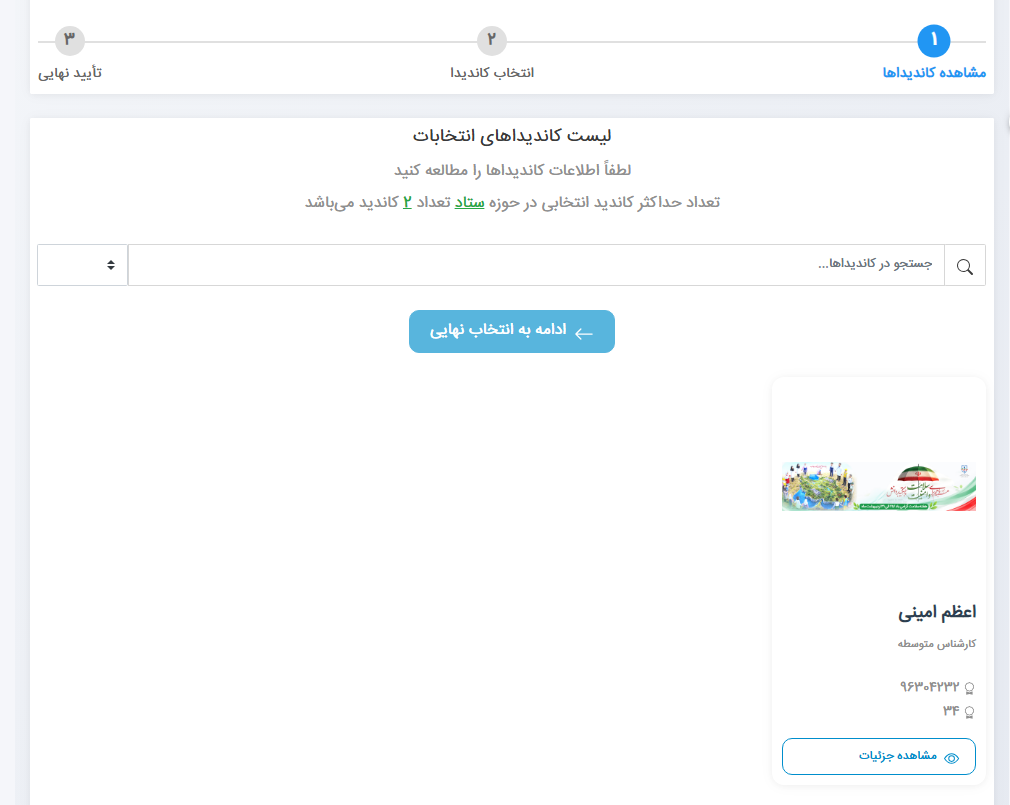 ۱
مشاهده کاندیداها
۲
انتخاب کاندیدا
۳
تأیید نهایی
لیست کاندیداهای انتخابات
لطفاً اطلاعات کاندیداها را مطالعه کنید
تعداد حداکثر کاندید انتخابی در حوزه ستاد تعداد ۲ کاندید می‌باشد
جستجو در کاندیداها...
ادامه به انتخاب نهایی
اعظم امینی
کارشناس متوسطه
۹۶۳۰۴۲۳۲
۳۴
مشاهده جزئیات